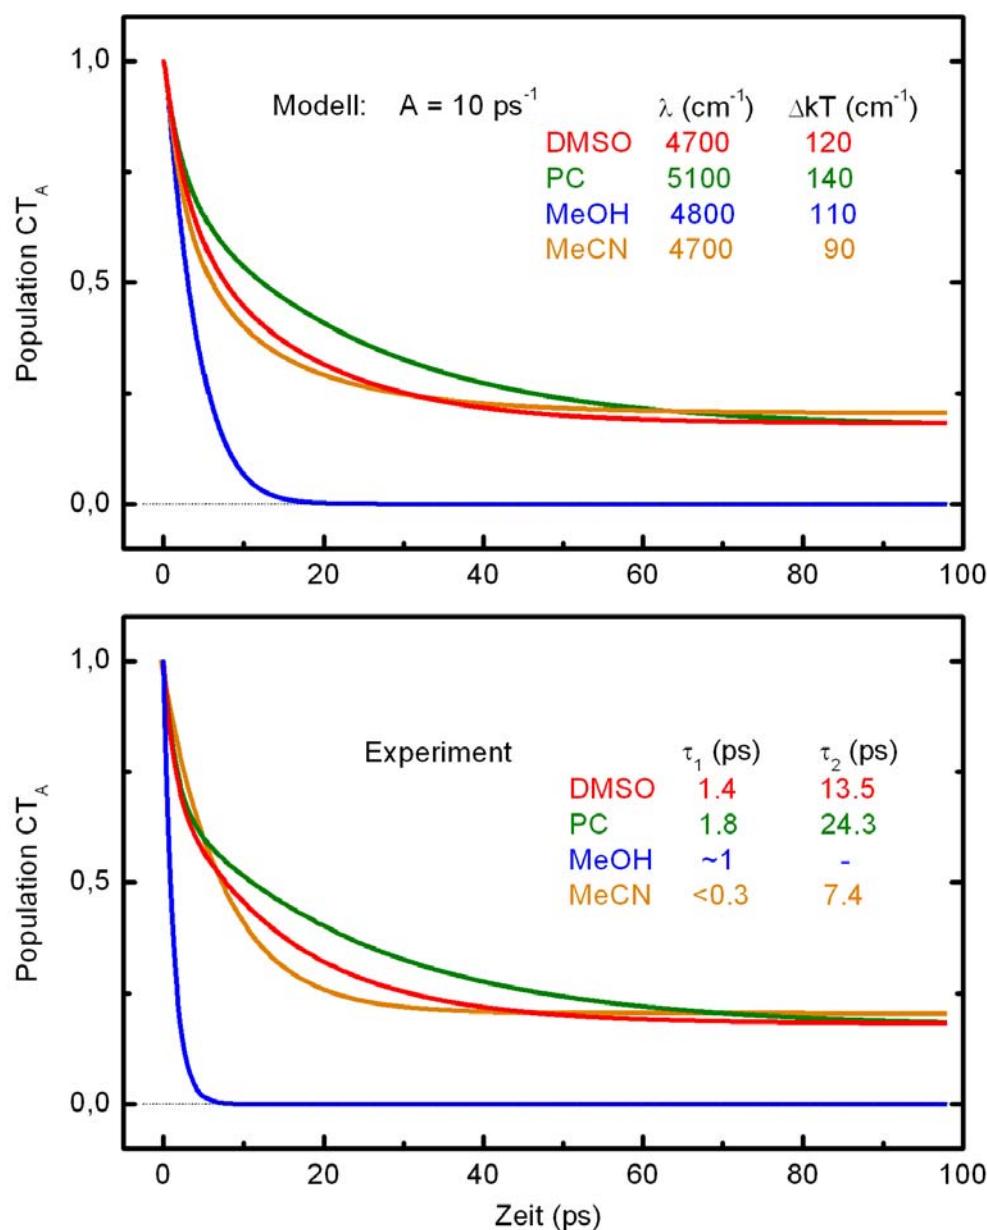 1,0
0,5
0,0
Population CT_A
Modell: A = 10 ps⁻¹ λ (cm⁻¹) ΔkT (cm⁻¹)
DMSO 4700 120
PC 5100 140
MeOH 4800 110
MeCN 4700 90
0 20 40 60 80 100
1,0
0,5
0,0
Population CT_A
Experiment τ₁ (ps) τ₂ (ps)
DMSO 1.4 13.5
PC 1.8 24.3
MeOH ~1 -
MeCN <0.3 7.4
0 20 40 60 80 100
Zeit (ps)